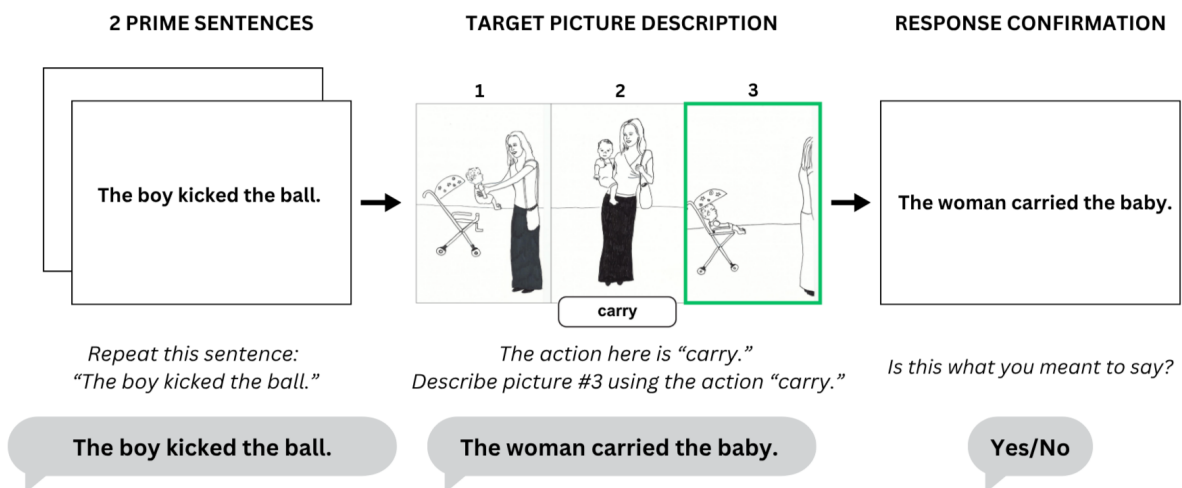 2 PRIME SENTENCES
The boy kicked the ball.
Repeat this sentence:
“The boy kicked the ball.”
The boy kicked the ball.
TARGET PICTURE DESCRIPTION
1 2 3
carry
The action here is “carry.”
Describe picture #3 using the action “carry.”
The woman carried the baby.
RESPONSE CONFIRMATION
The woman carried the baby.
Is this what you meant to say?
Yes/No